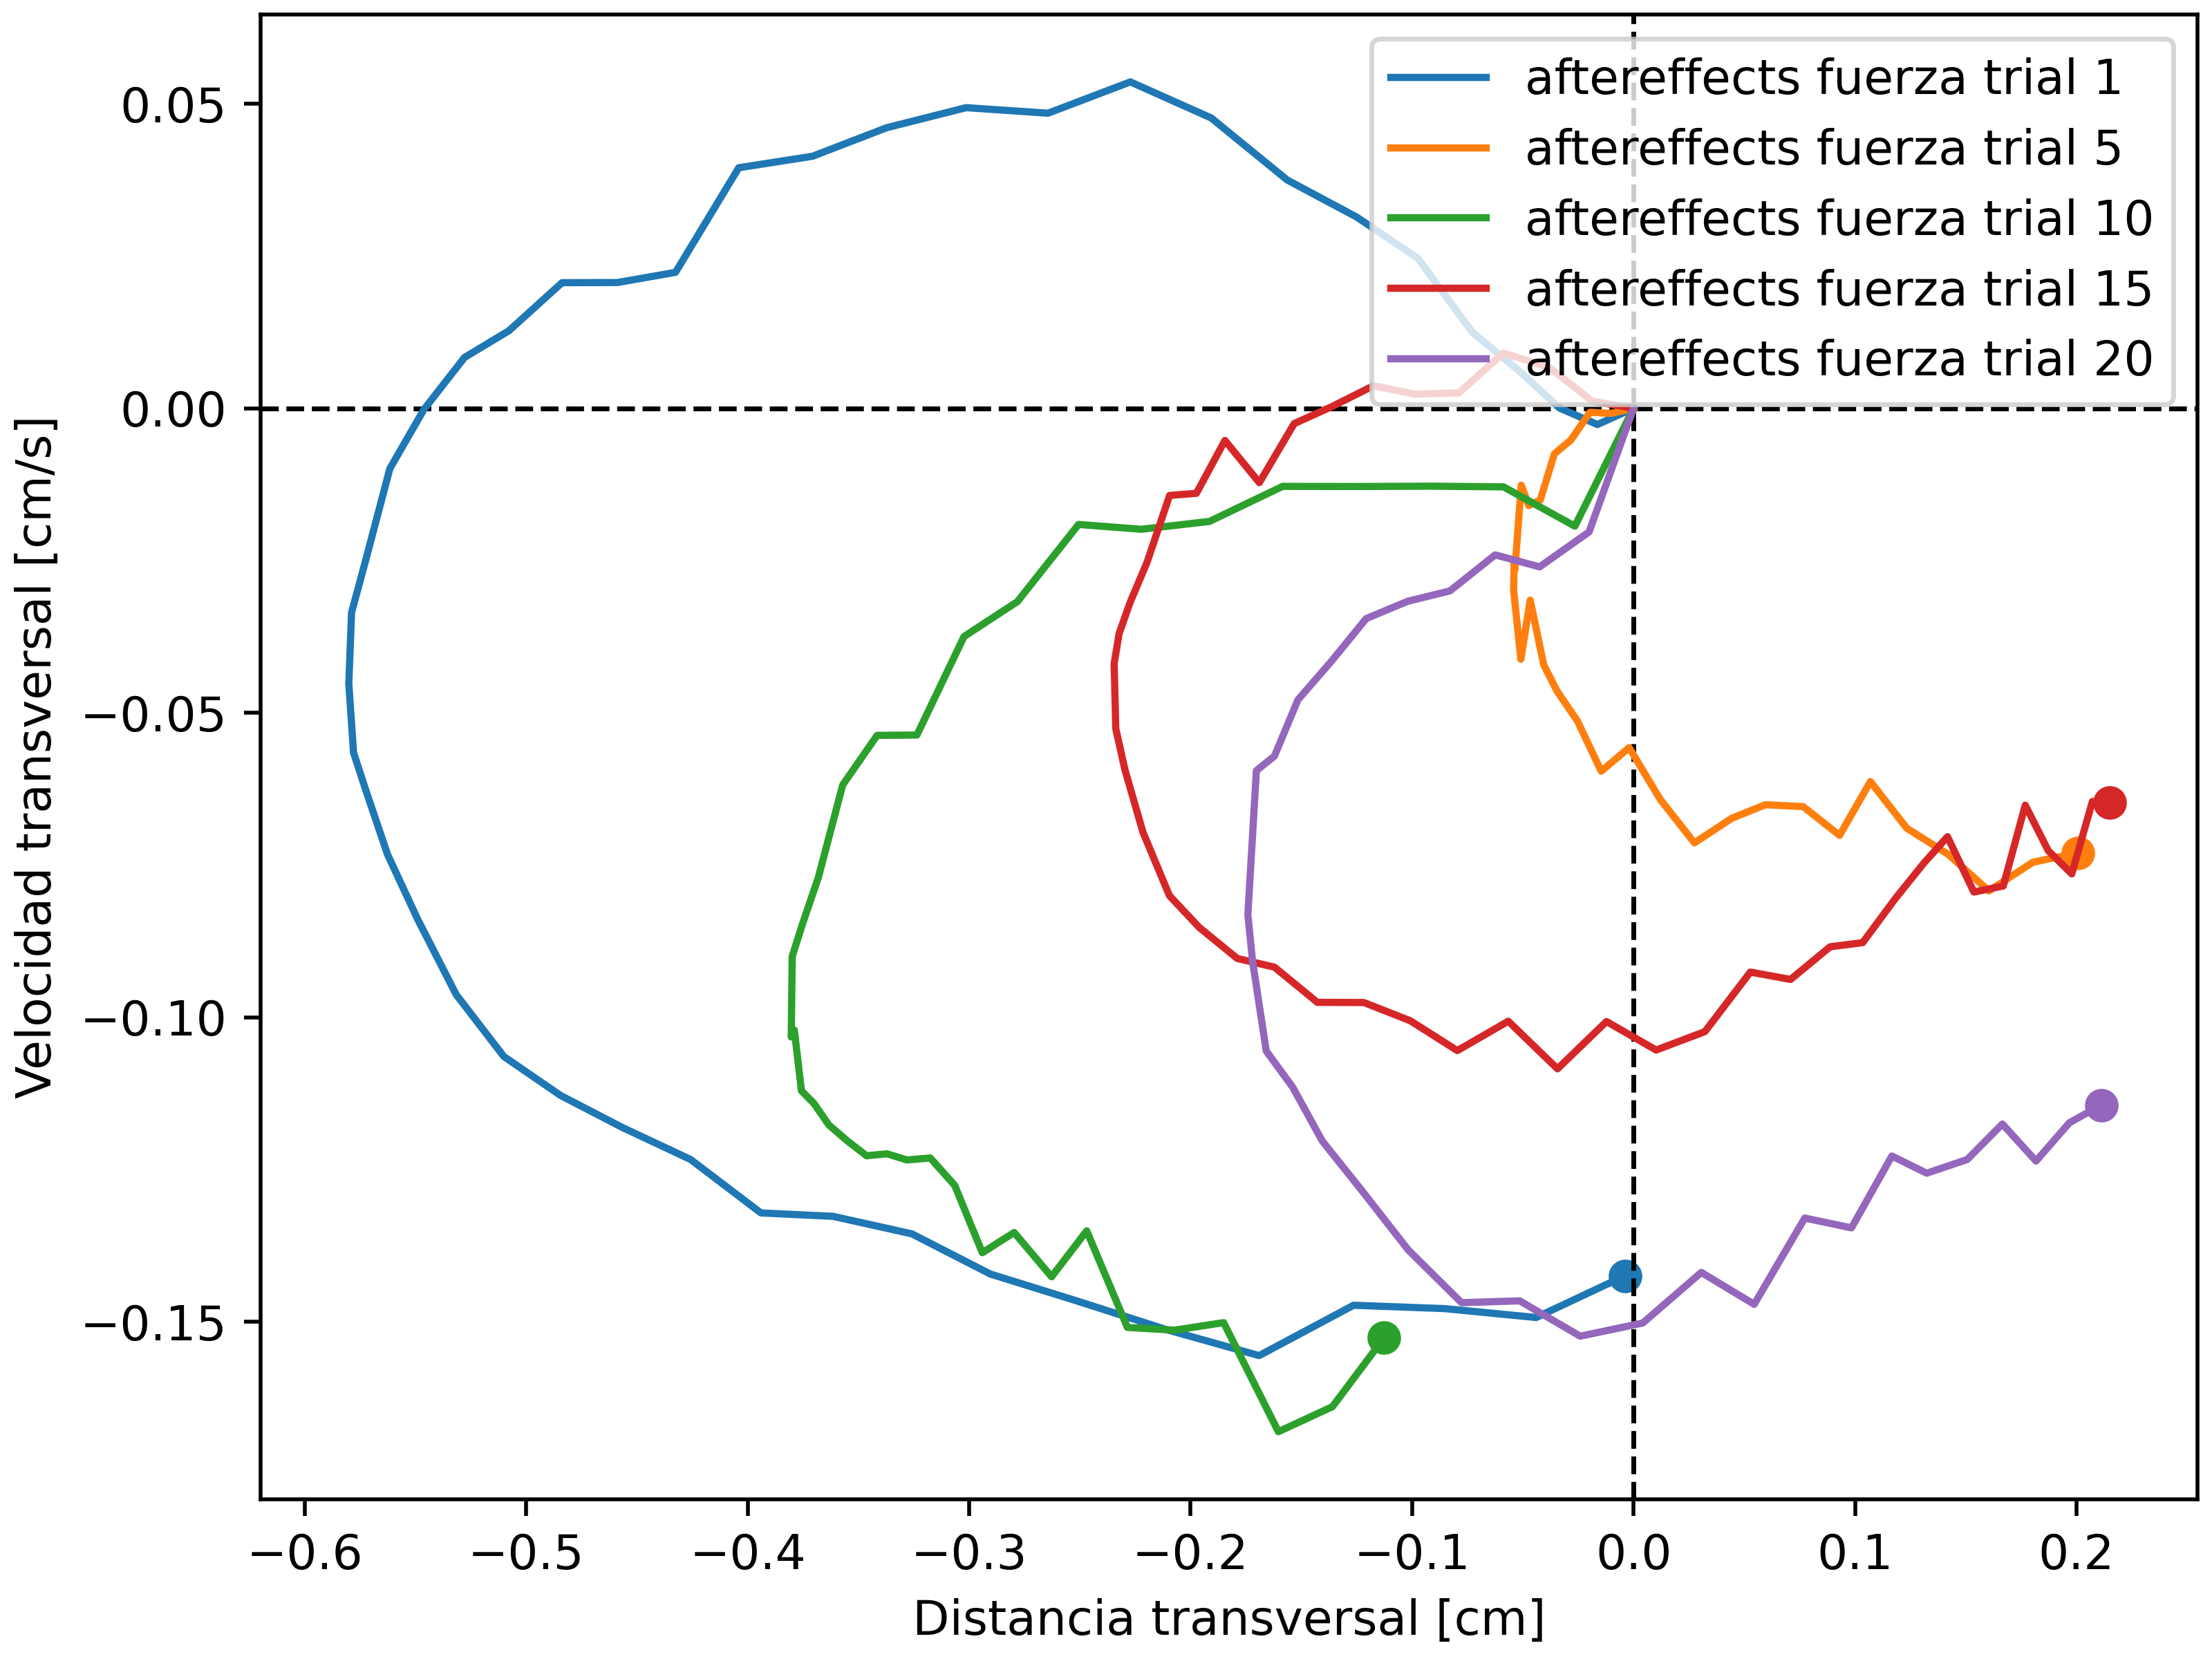 aftereffects fuerza trial 1
aftereffects fuerza trial 5
aftereffects fuerza trial 10
aftereffects fuerza trial 15
aftereffects fuerza trial 20
0.05
0.00
−0.05
−0.10
−0.15
Velocidad transversal [cm/s]
−0.6 −0.5 −0.4 −0.3 −0.2 −0.1 0.0 0.1 0.2
Distancia transversal [cm]